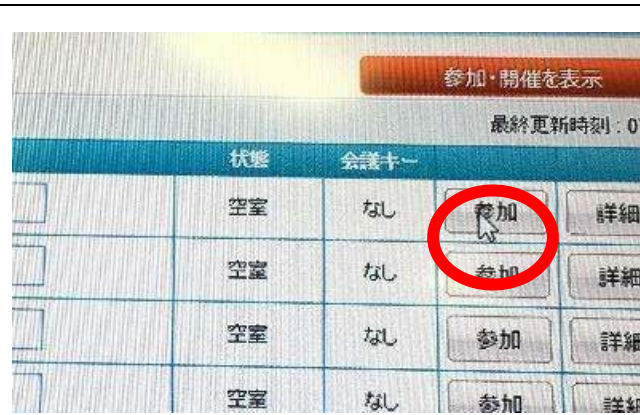 参加・開催を表示
最終更新時刻：0
状態 会議キー
空室 なし 参加 詳細
空室 なし 参加 詳細
空室 なし 参加 詳細
空室 なし 参加 詳細